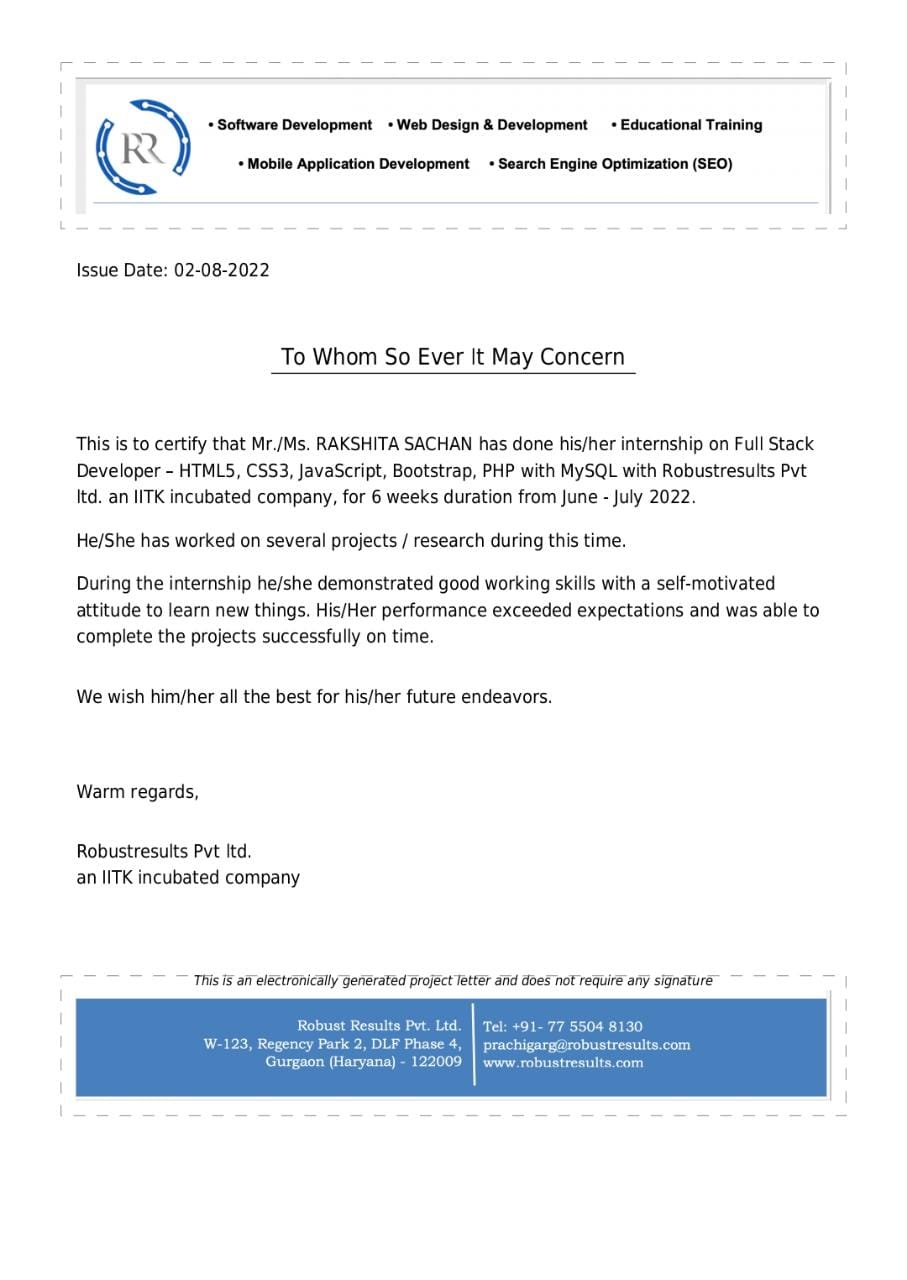 RR
• Software Development • Web Design & Development • Educational Training
• Mobile Application Development • Search Engine Optimization (SEO)
Issue Date: 02-08-2022
To Whom So Ever It May Concern
This is to certify that Mr./Ms. RAKSHITA SACHAN has done his/her internship on Full Stack
Developer – HTML5, CSS3, JavaScript, Bootstrap, PHP with MySQL with Robustresults Pvt
ltd. an IITK incubated company, for 6 weeks duration from June - July 2022.
He/She has worked on several projects / research during this time.
During the internship he/she demonstrated good working skills with a self-motivated
attitude to learn new things. His/Her performance exceeded expectations and was able to
complete the projects successfully on time.
We wish him/her all the best for his/her future endeavors.
Warm regards,
Robustresults Pvt ltd.
an IITK incubated company
This is an electronically generated project letter and does not require any signature
Robust Results Pvt. Ltd.
W-123, Regency Park 2, DLF Phase 4,
Gurgaon (Haryana) - 122009
Tel: +91- 77 5504 8130
prachigarg@robustresults.com
www.robustresults.com